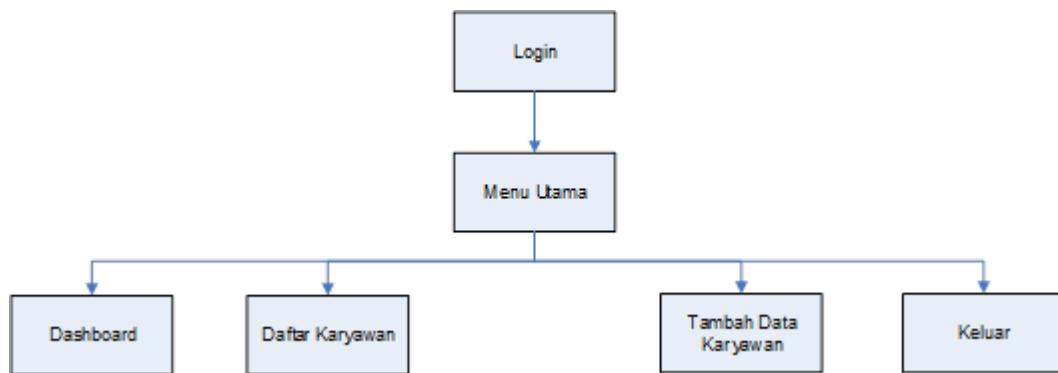 Login
Menu Utama
Dashboard
Daftar Karyawan
Tambah Data
Karyawan
Keluar